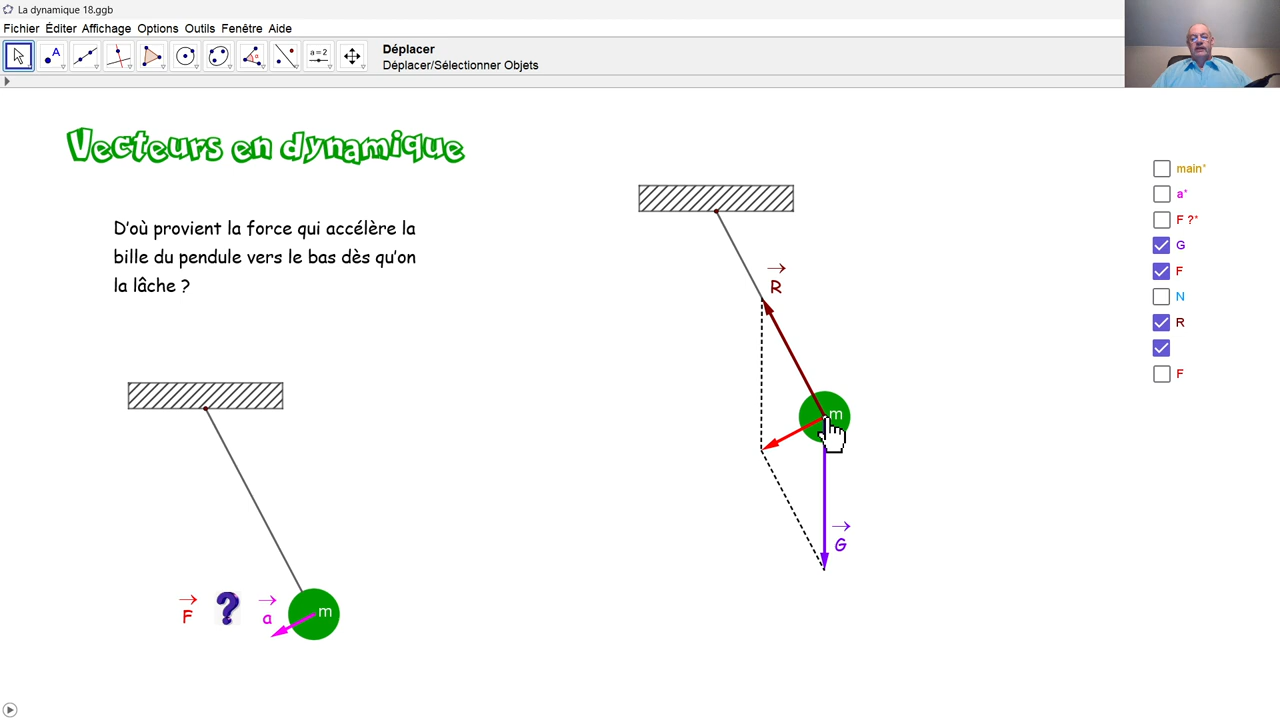 La dynamique 18.ggb
Fichier Éditer Affichage Options Outils Fenêtre Aide
A
a=2
Déplacer
Déplacer/Sélectionner Objets
Vecteurs en dynamique
D'où provient la force qui accélère la
bille du pendule vers le bas dès qu'on
la lâche ?
R
m
G
F ? a m
main*
a*
F ?*
G
F
N
R
F